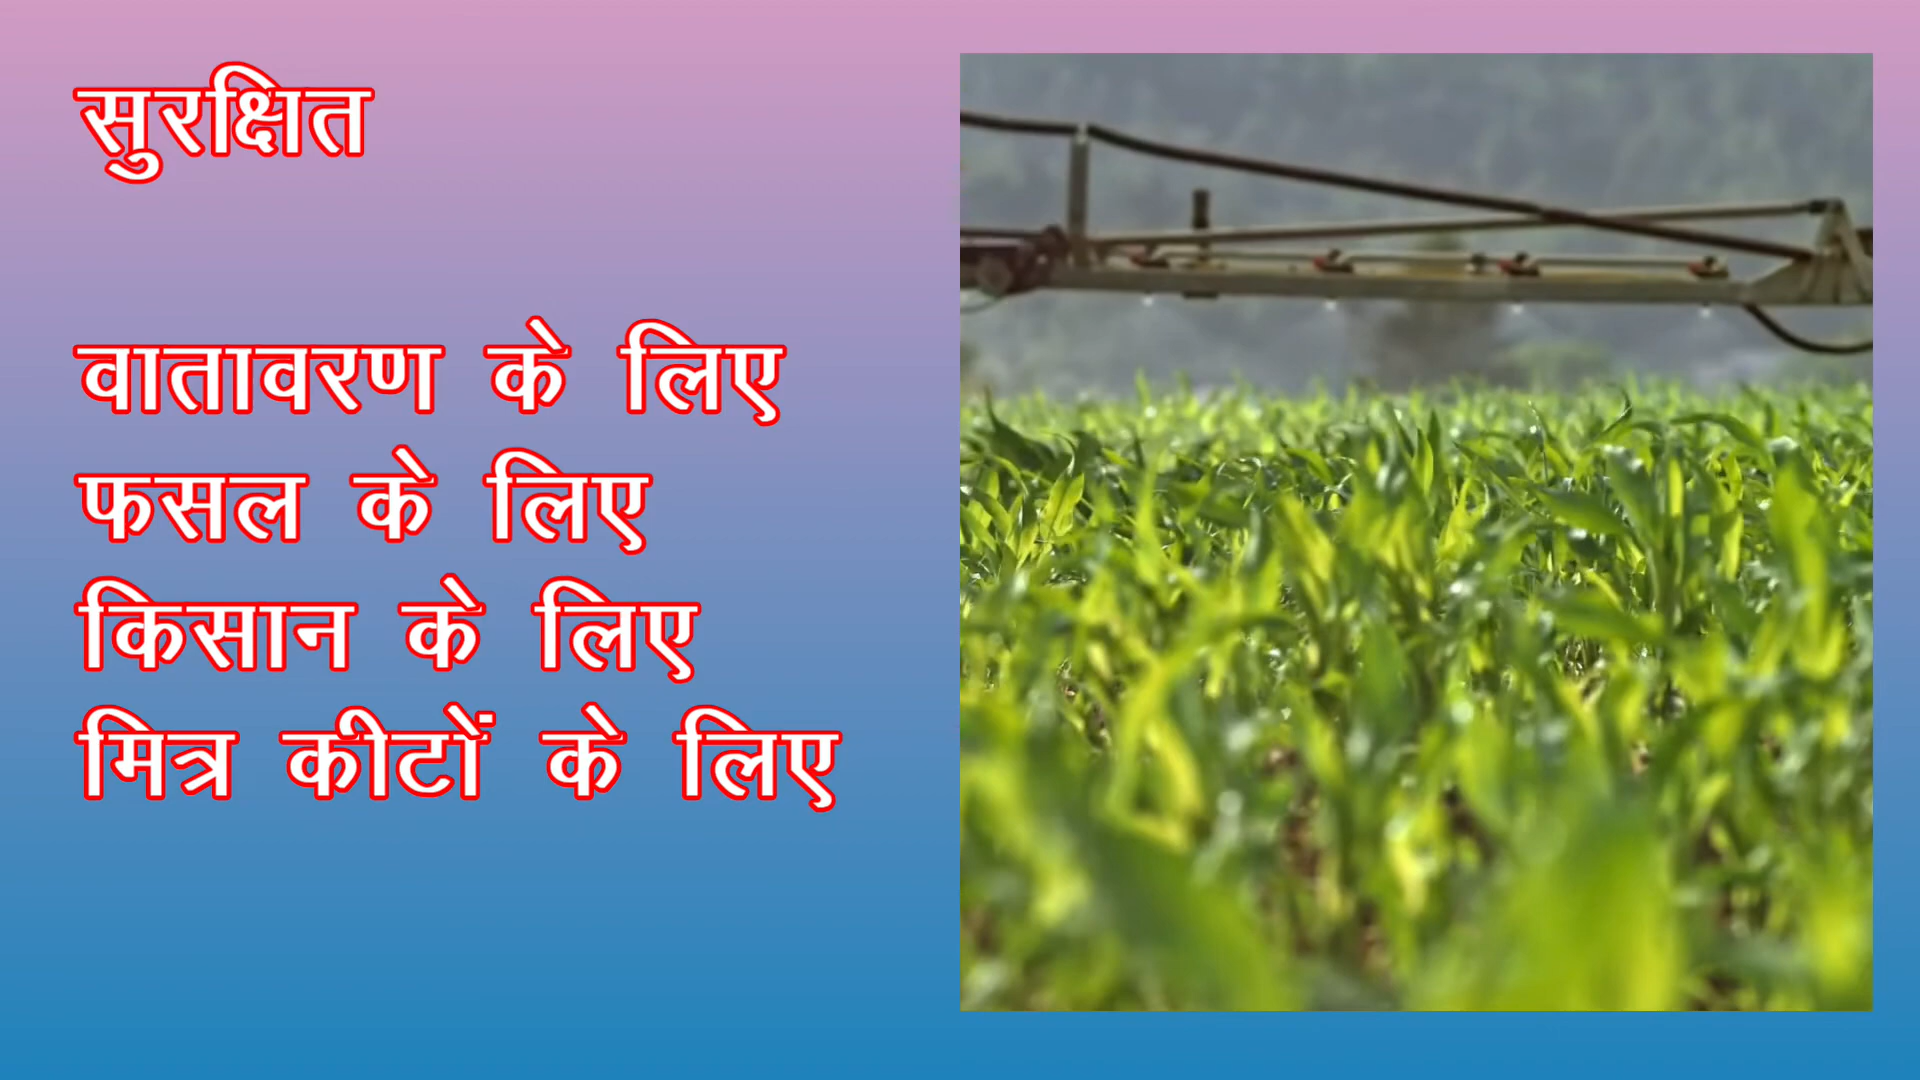 सुरक्षित
वातावरण के लिए
फसल के लिए
किसान के लिए
मित्र कीटों के लिए